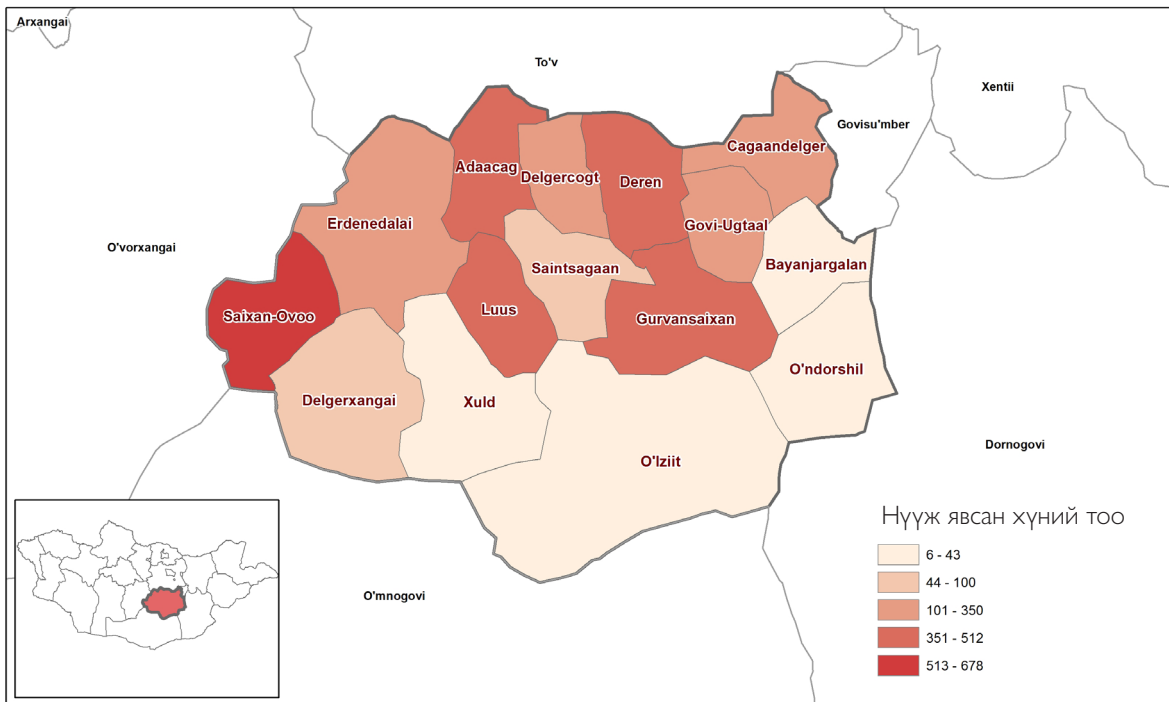 Arxangai
To'v
Xentii
Govisu'mber
Cagaandelger
Adaacag
Delgercogt
Deren
Erdenedalai
Govi-Ugtaal
O'vorxangai
Saintsagaan
Bayanjargalan
Saixan-Ovoo
Luus
Gurvansaixan
O'ndorshil
Delgerxangai
Xuld
O'lziit
Dornogovi
O'mnogovi
Нүүж явсан хүний тоо
6 - 43
44 - 100
101 - 350
351 - 512
513 - 678